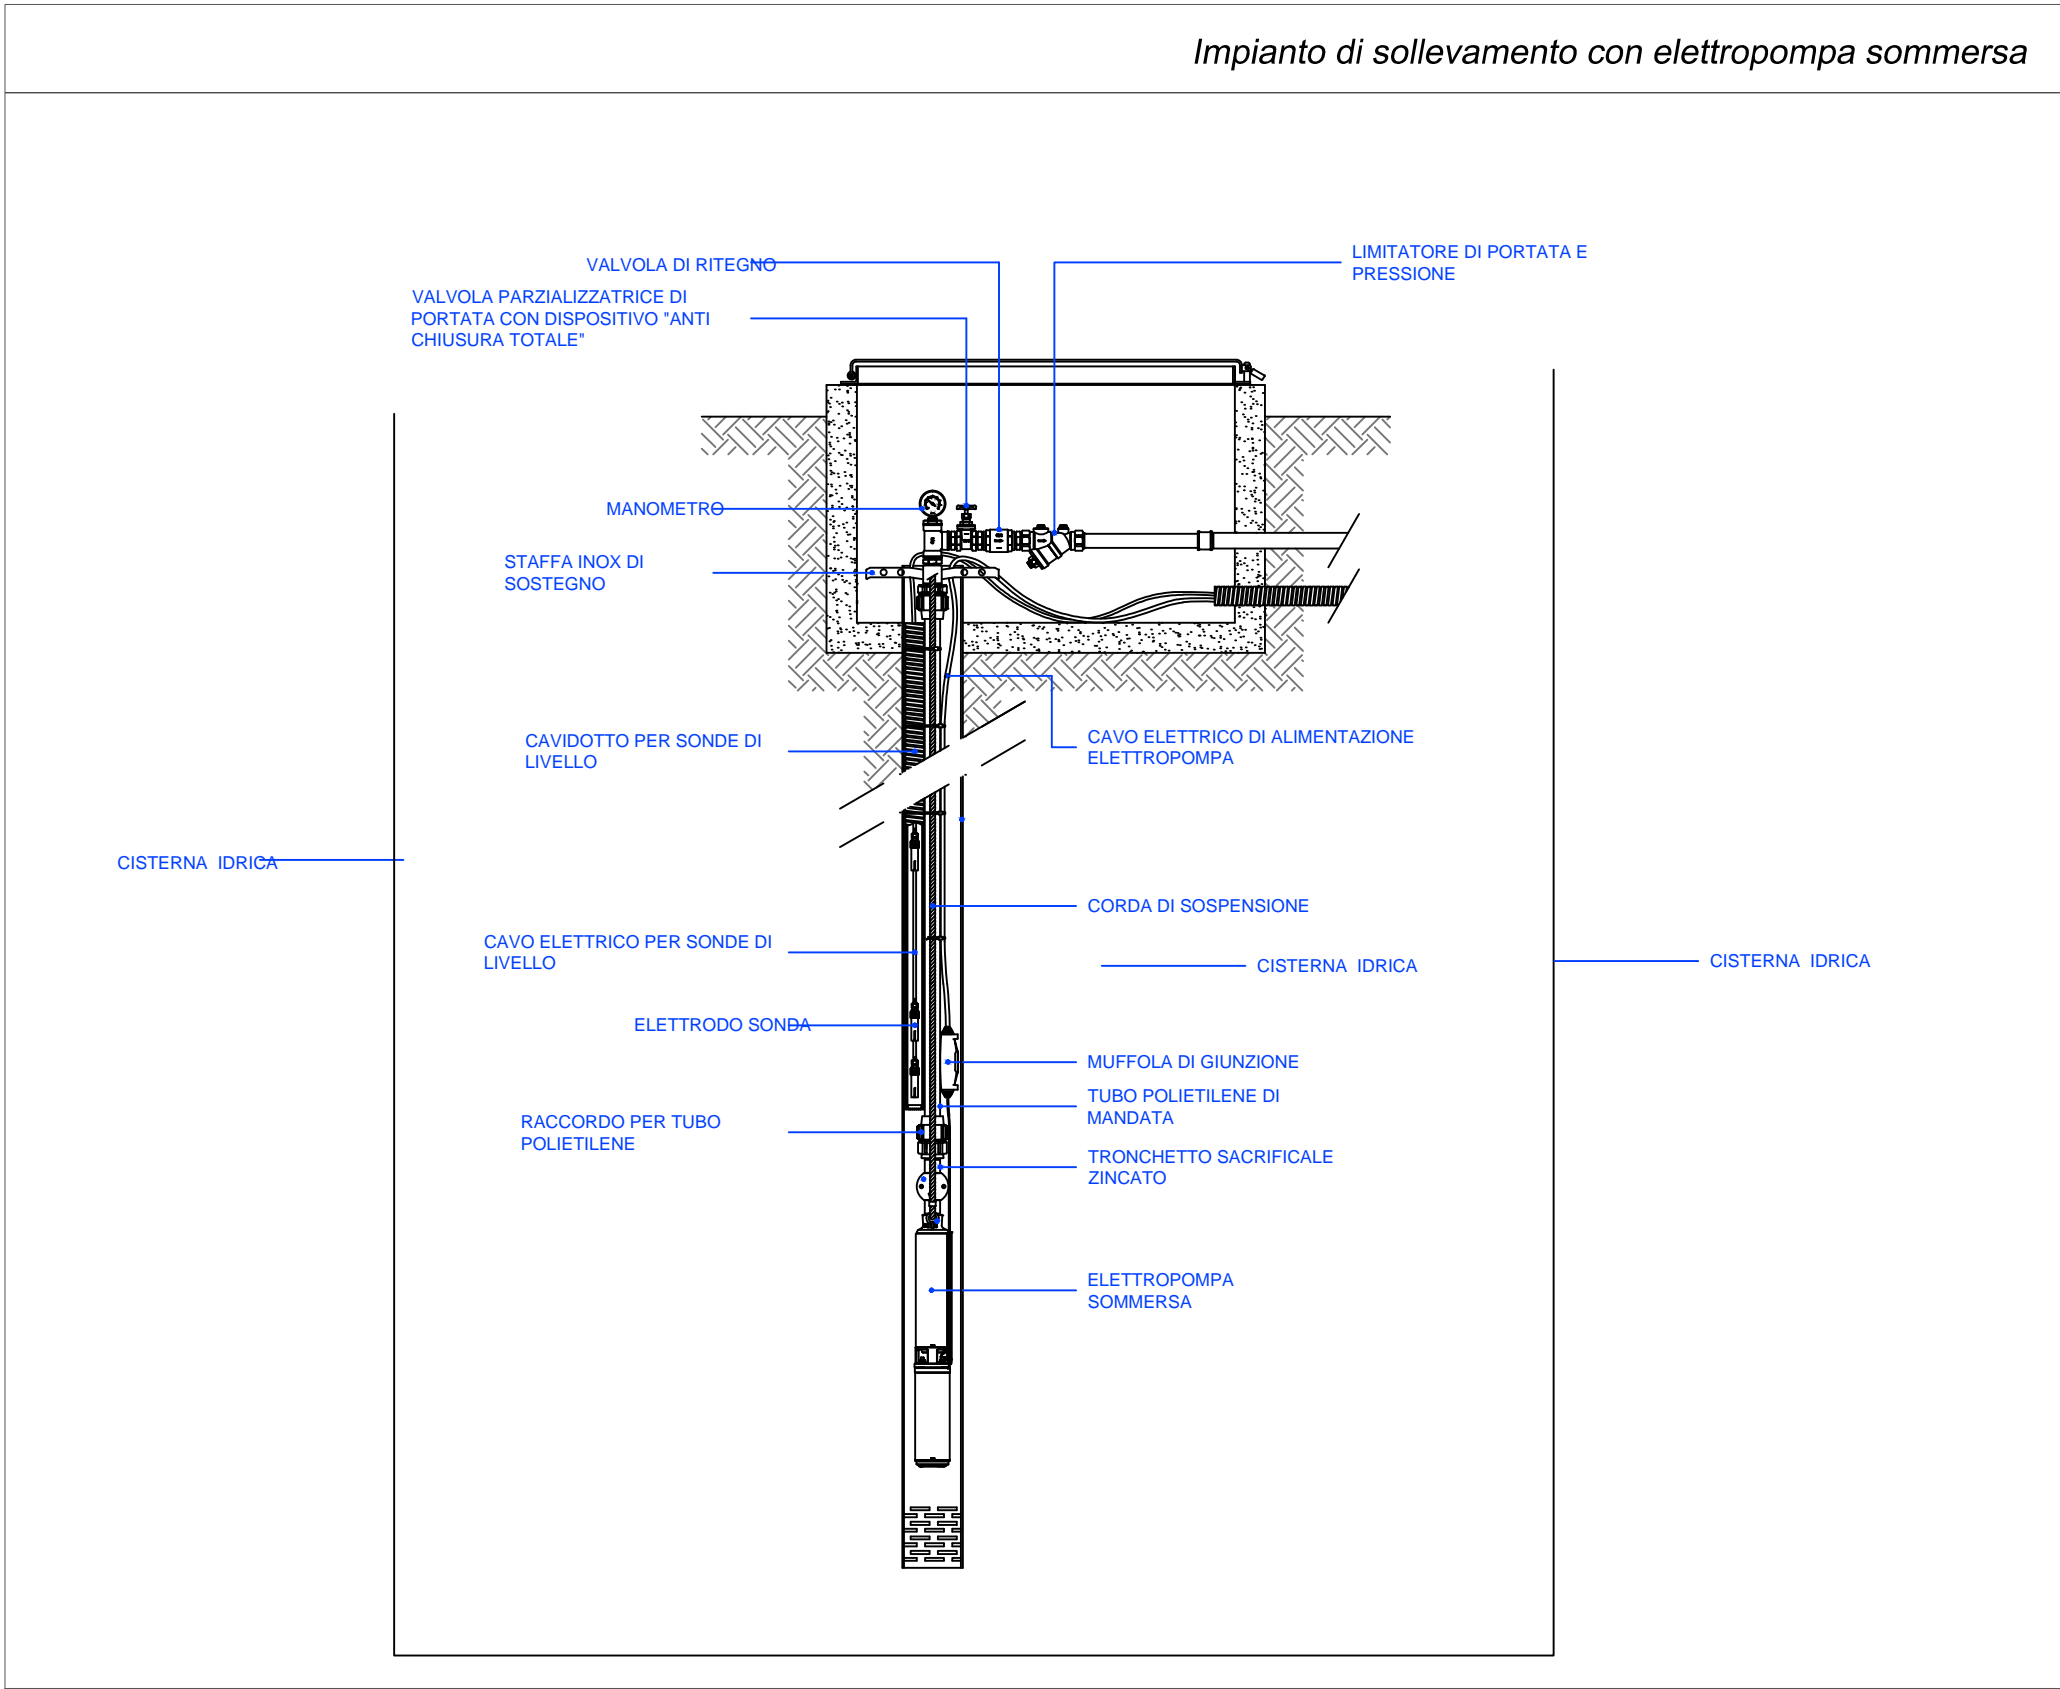 Impianto di sollevamento con elettropompa sommersa
VALVOLA DI RITEGNO
LIMITATORE DI PORTATA E
PRESSIONE
VALVOLA PARZIALIZZATRICE DI
PORTATA CON DISPOSITIVO "ANTI
CHIUSURA TOTALE"
MANOMETRO
STAFFA INOX DI
SOSTEGNO
CAVIDOTTO PER SONDE DI
LIVELLO
CAVO ELETTRICO DI ALIMENTAZIONE
ELETTROPOMPA
CISTERNA  IDRICA
CORDA DI SOSPENSIONE
CAVO ELETTRICO PER SONDE DI
LIVELLO
CISTERNA  IDRICA
CISTERNA  IDRICA
ELETTRODO SONDA
MUFFOLA DI GIUNZIONE
TUBO POLIETILENE DI
MANDATA
RACCORDO PER TUBO
POLIETILENE
TRONCHETTO SACRIFICALE
ZINCATO
ELETTROPOMPA
SOMMERSA